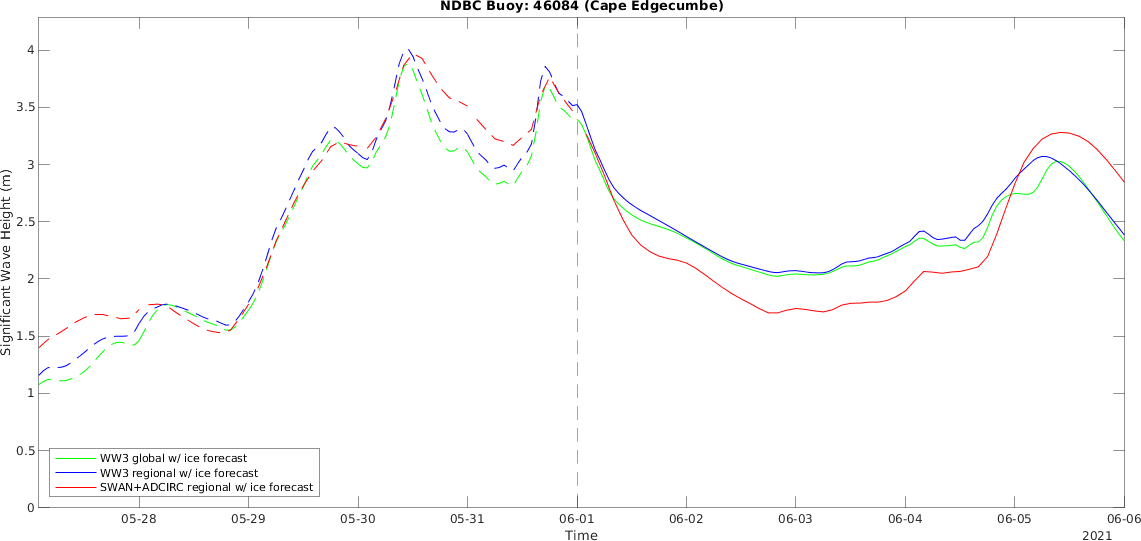 NDBC Buoy: 46084 (Cape Edgecumbe)
Significant Wave Height (m)
4
3.5
3
2.5
2
1.5
1
0.5
0
WW3 global w/ ice forecast
WW3 regional w/ ice forecast
SWAN+ADCIRC regional w/ ice forecast
05-28 05-29 05-30 05-31 06-01 06-02 06-03 06-04 06-05 06-06
Time
2021